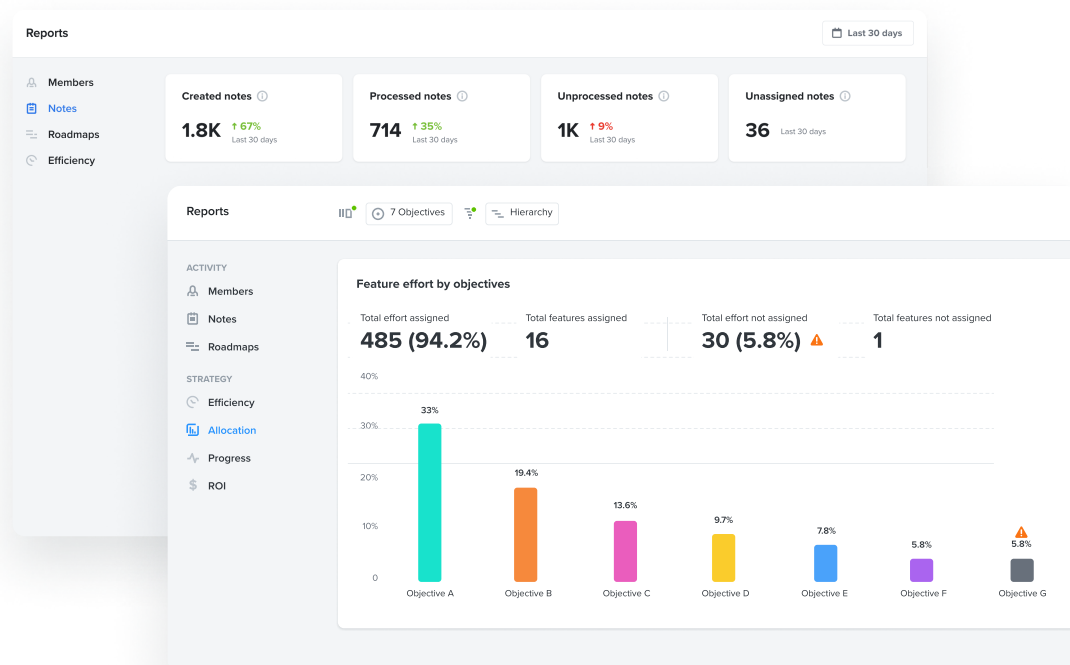 Reports
Last 30 days
Members
Notes
Roadmaps
Efficiency
Created notes
1.8K
67%
Last 30 days
Processed notes
714
35%
Last 30 days
Unprocessed notes
1K
9%
Last 30 days
Unassigned notes
36
Last 30 days
Reports
7 Objectives
Hierarchy
ACTIVITY
Members
Notes
Roadmaps
STRATEGY
Efficiency
Allocation
Progress
ROI
Feature effort by objectives
Total effort assigned
485 (94.2%)
Total features assigned
16
Total effort not assigned
30 (5.8%)
Total features not assigned
1
40%
30%
20%
10%
0
33%
19.4%
13.6%
9.7%
7.8%
5.8%
5.8%
Objective A
Objective B
Objective C
Objective D
Objective E
Objective F
Objective G